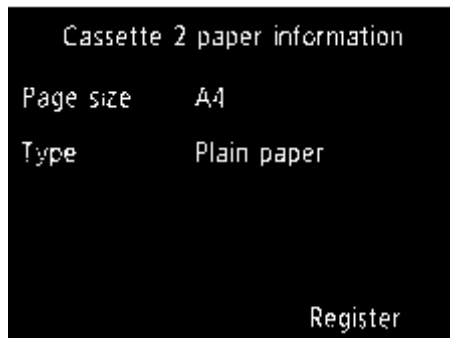 Cassette 2 paper information
Page size A4
Type Plain paper
Register